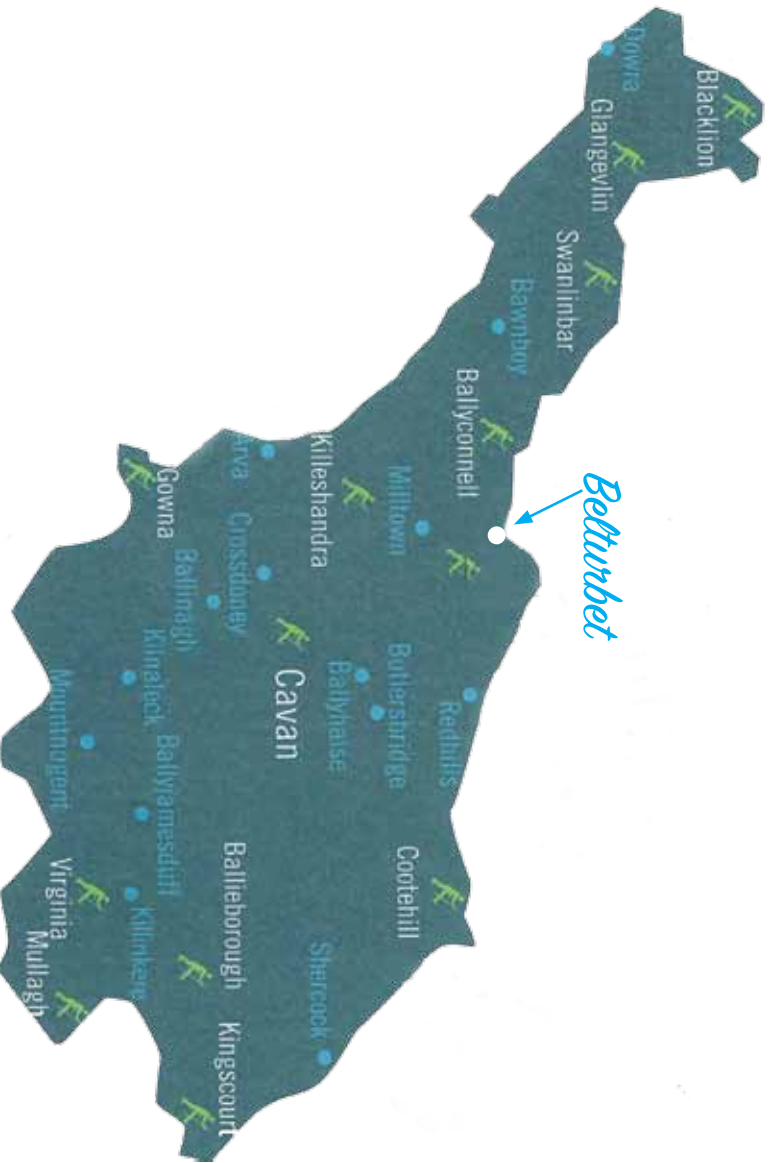 Blacklion
Dowra
Glangevlin
Swanlinbar
Bawnboy
Ballyconnell
Belturbet
Milltown
Killeshandra
Arva
Gowna
Crossdoney
Ballinagh
Redhills
Butlersbridge
Ballyhaise
Cavan
Kilnaleck
Mountnugent
Ballyjamesduff
Cootehill
Ballieborough
Virginia
Killinkere
Shercock
Mullagh
Kingscourt